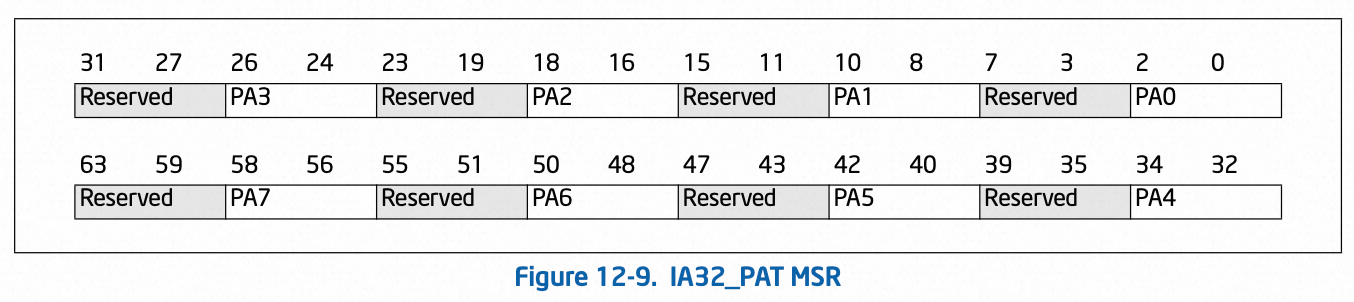 31 27 26 24 23 19 18 16 15 11 10 8 7 3 2 0
Reserved PA3 Reserved PA2 Reserved PA1 Reserved PA0
63 59 58 56 55 51 50 48 47 43 42 40 39 35 34 32
Reserved PA7 Reserved PA6 Reserved PA5 Reserved PA4
Figure 12-9. IA32_PAT MSR